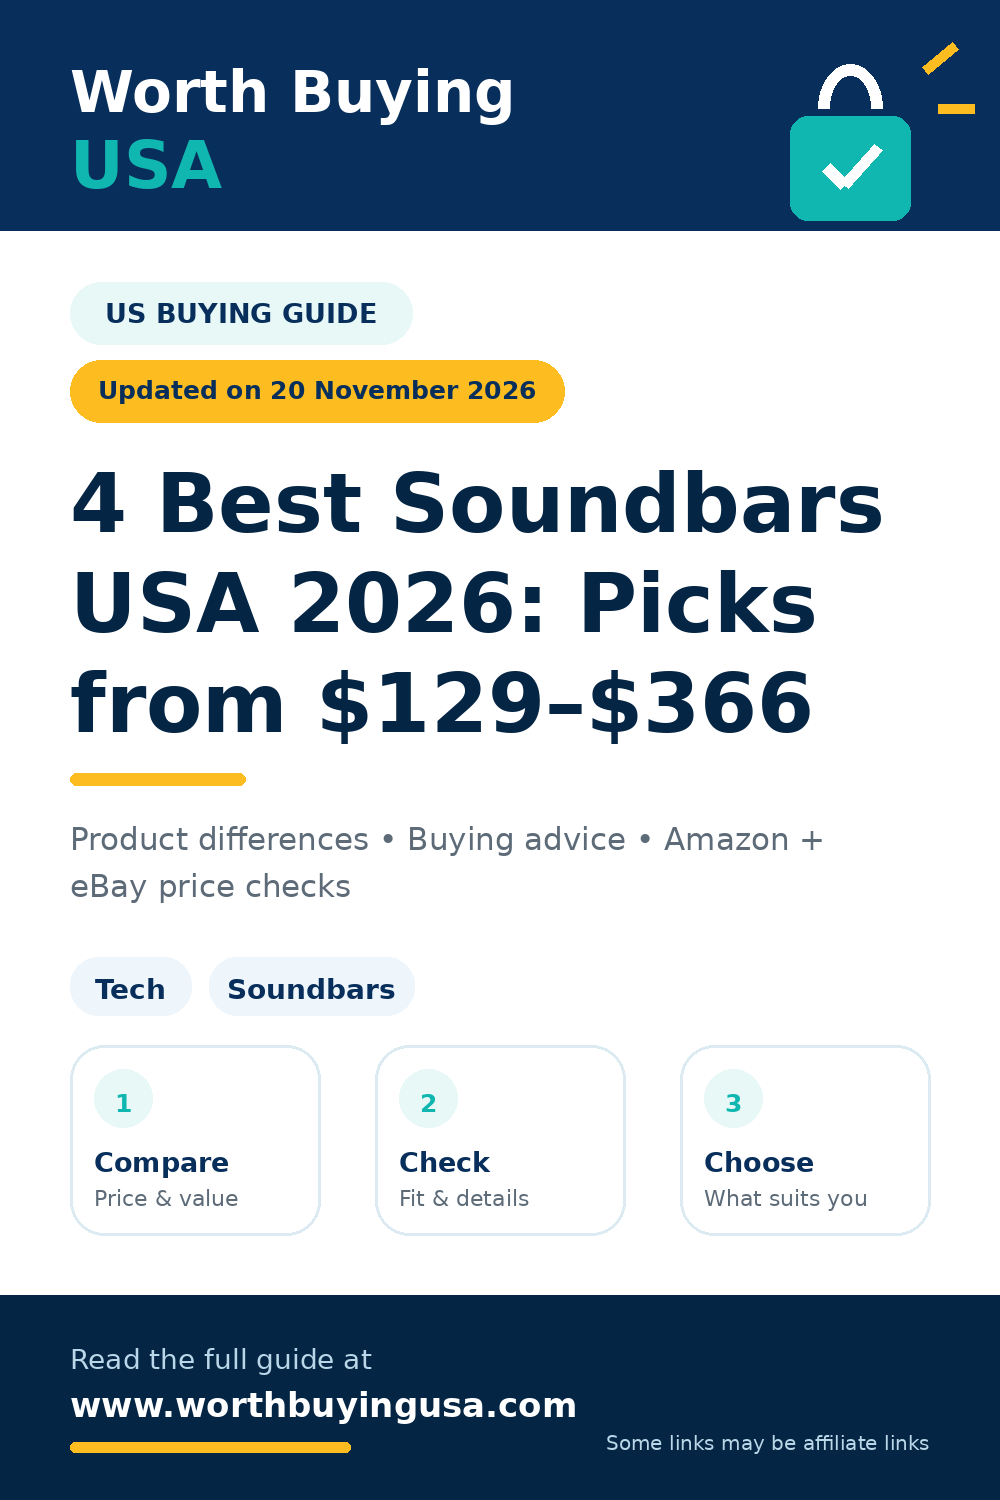 Worth Buying
USA
US BUYING GUIDE
Updated on 20 November 2026
4 Best Soundbars
USA 2026: Picks
from $129–$366
Product differences • Buying advice • Amazon +
eBay price checks
Tech
Soundbars
1
Compare
Price & value
2
Check
Fit & details
3
Choose
What suits you
Read the full guide at
www.worthbuyingusa.com
Some links may be affiliate links